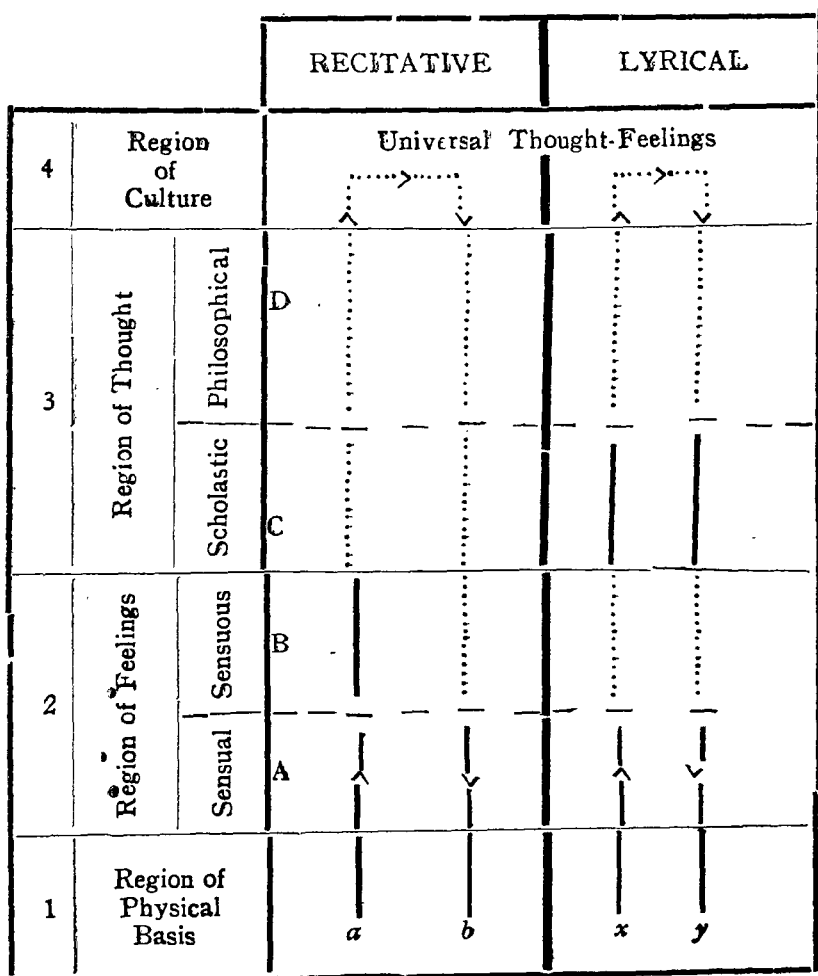 RECITATIVE
LYRICAL
4
Region
of
Culture
Universal Thought-Feelings
3
Region of Thought
Philosophical
D
Scholastic
C
2
Region of Feelings
Sensuous
B
Sensual
A
1
Region of
Physical
Basis
a
b
x
y